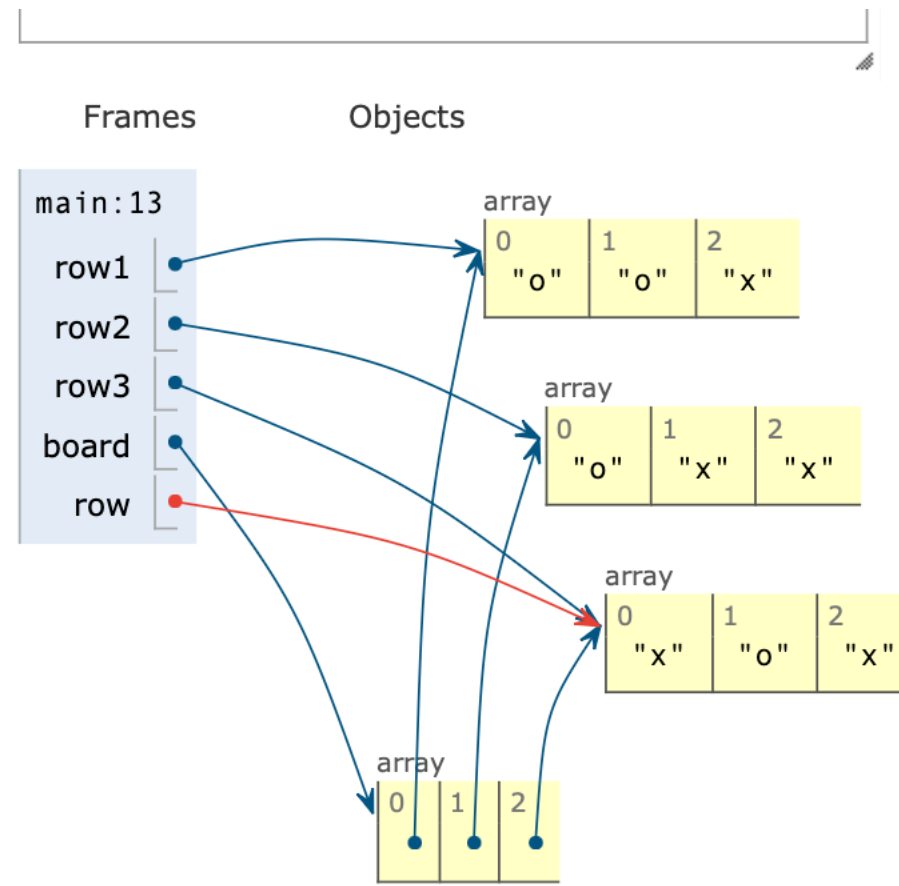 Frames Objects
main:13
row1
row2
row3
board
row
array
0 1 2
"o" "o" "x"
array
0 1 2
"o" "x" "x"
array
0 1 2
"x" "o" "x"
array
0 1 2